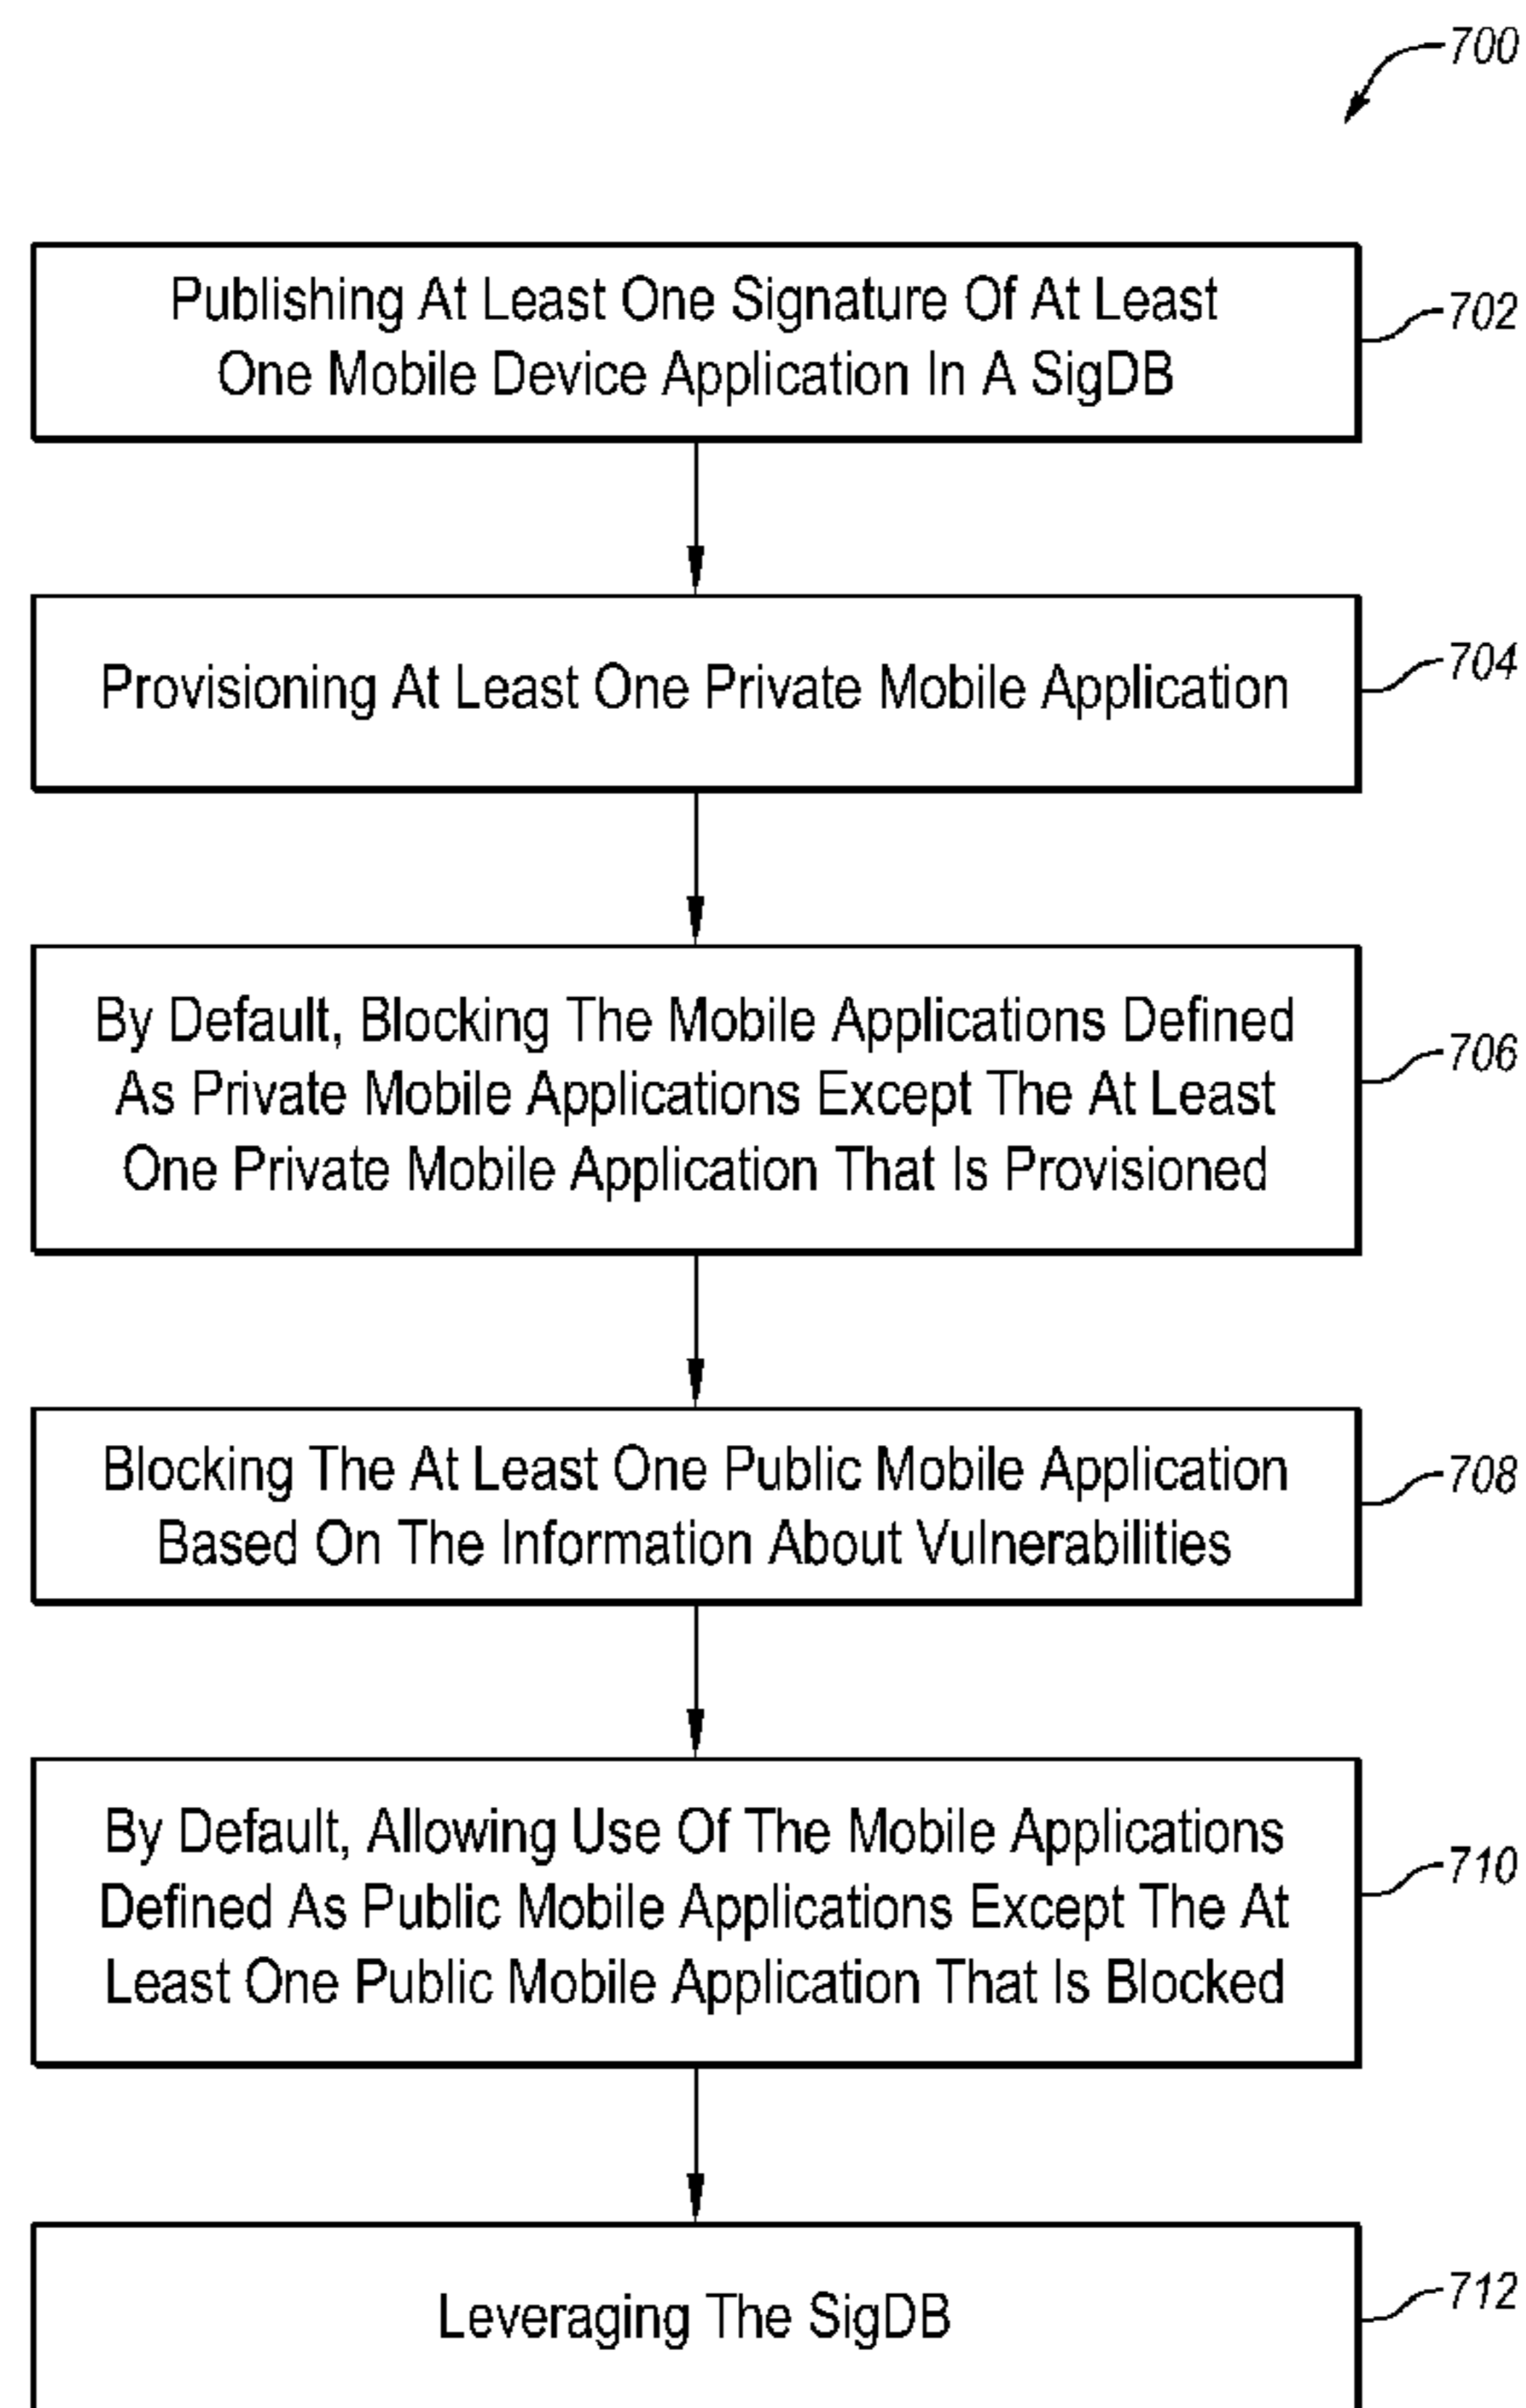 700
Publishing At Least One Signature Of At Least
One Mobile Device Application In A SigDB
702
Provisioning At Least One Private Mobile Application
704
By Default, Blocking The Mobile Applications Defined
As Private Mobile Applications Except The At Least
One Private Mobile Application That Is Provisioned
706
Blocking The At Least One Public Mobile Application
Based On The Information About Vulnerabilities
708
By Default, Allowing Use Of The Mobile Applications
Defined As Public Mobile Applications Except The At
Least One Public Mobile Application That Is Blocked
710
Leveraging The SigDB
712